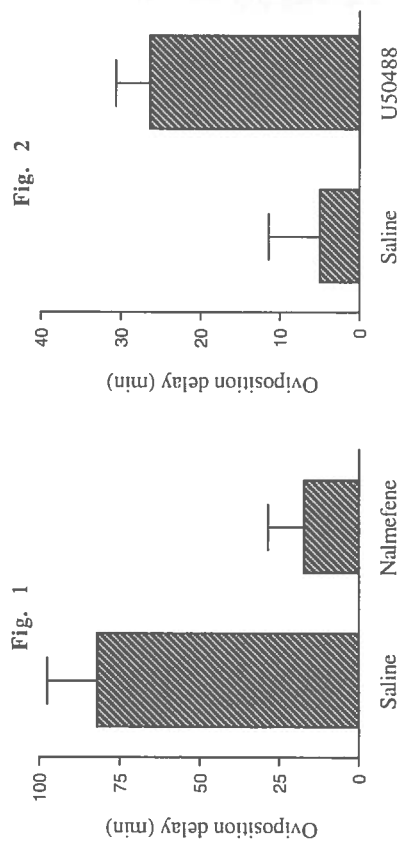 Fig. 1
Oviposition delay (min)
100
75
50
25
0
Saline
Nalmefene
Fig. 2
Oviposition delay (min)
40
30
20
10
0
Saline
U50488